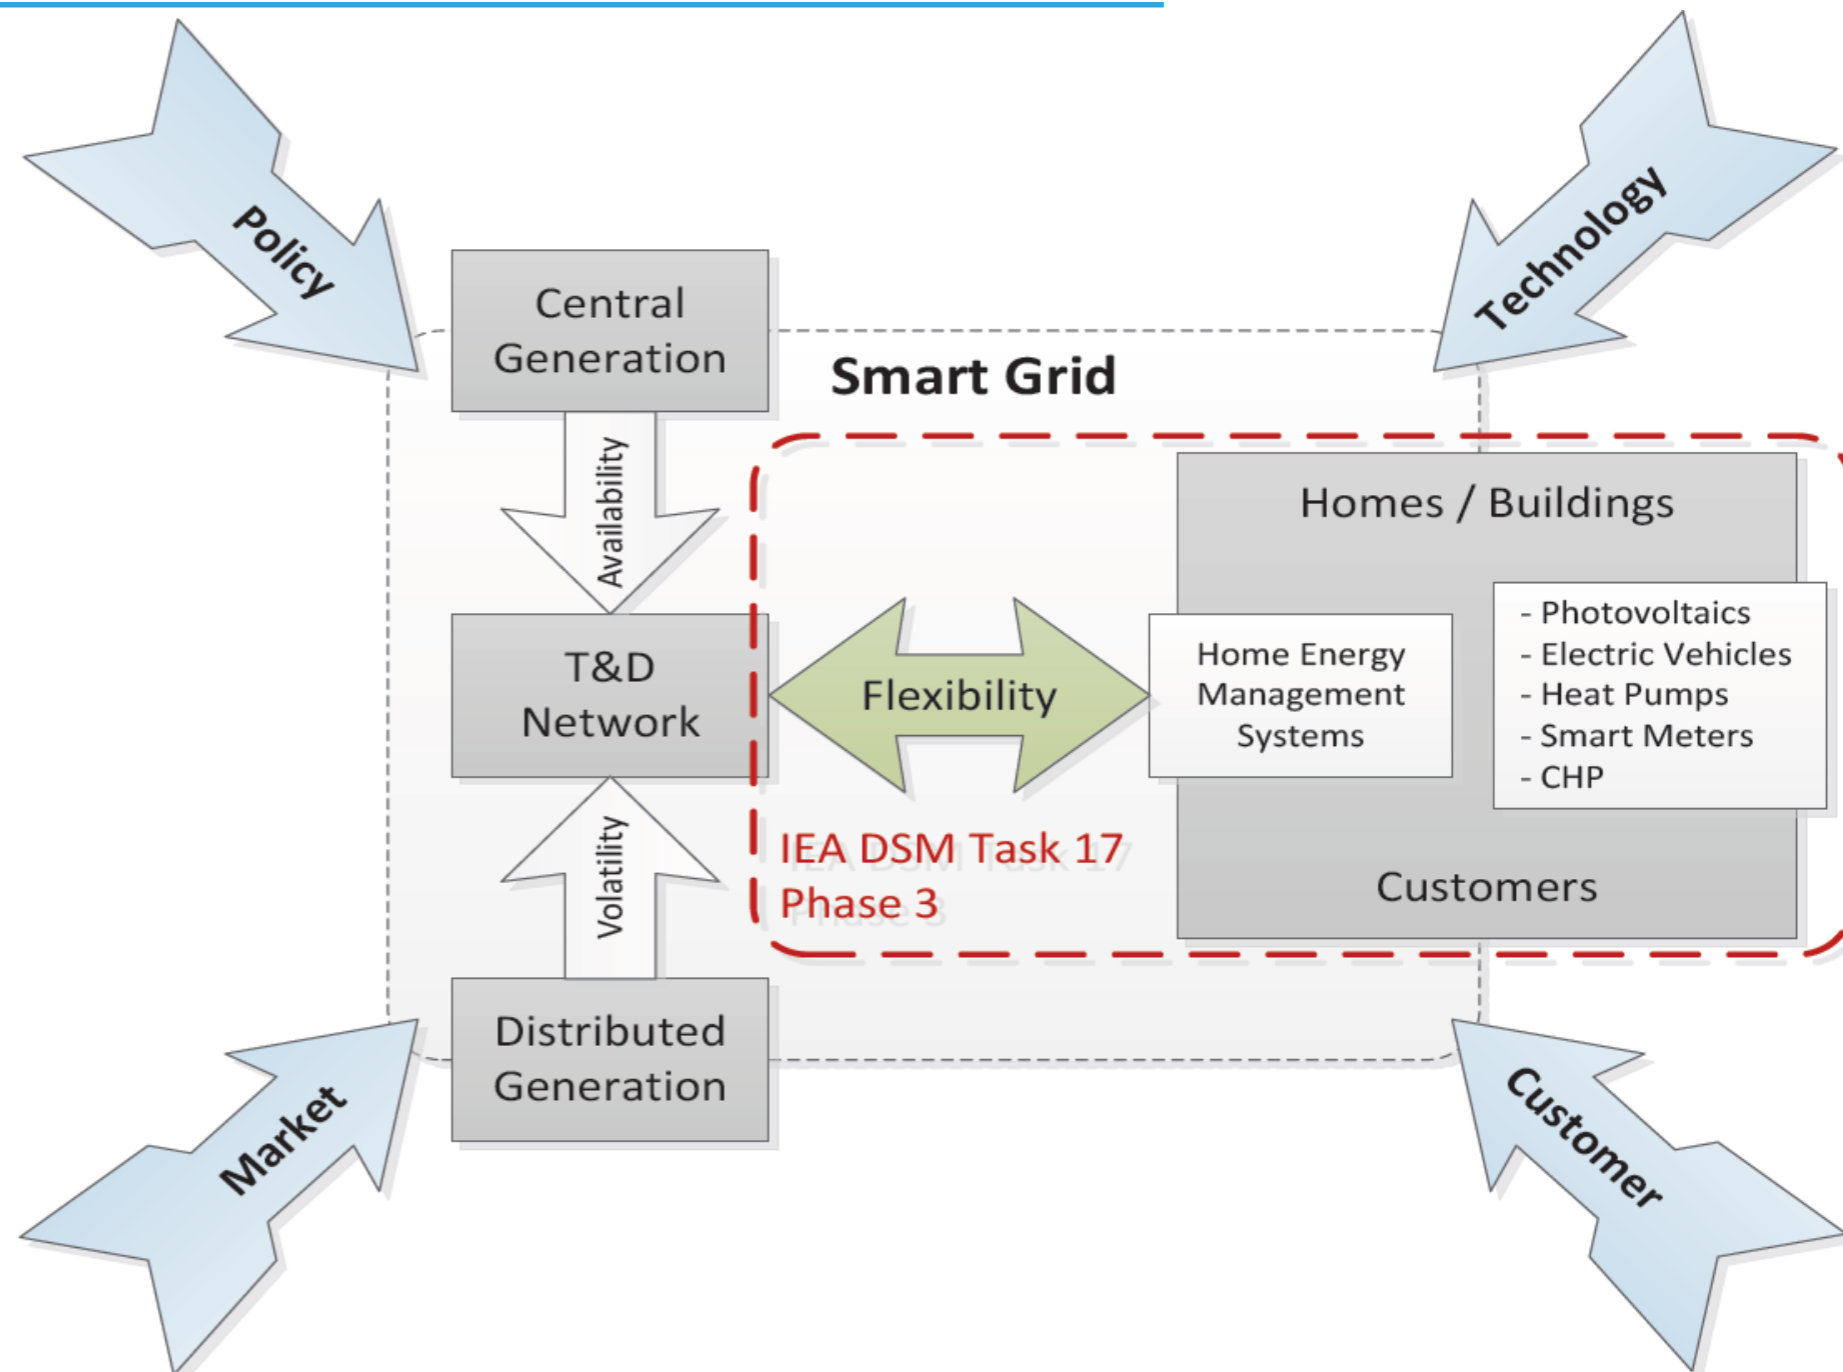 Policy
Technology
Central
Generation
Smart Grid
Availability
Homes / Buildings
T&D
Network
Flexibility
Home Energy
Management
Systems
- Photovoltaics
- Electric Vehicles
- Heat Pumps
- Smart Meters
- CHP
IEA DSM Task 17
Phase 3
Customers
Volatility
Distributed
Generation
Market
Customer